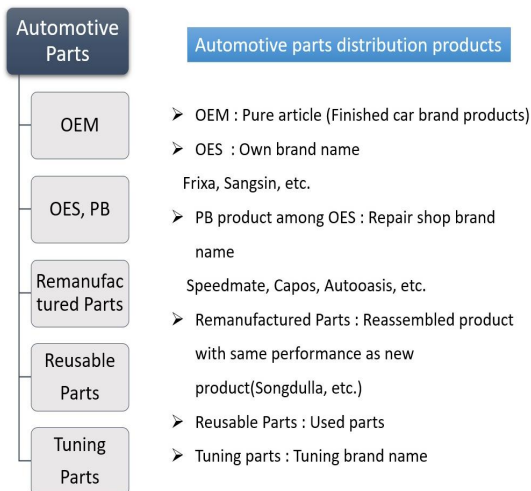 Automotive
Parts
OEM
OES, PB
Remanufac
tured Parts
Reusable
Parts
Tuning
Parts
Automotive parts distribution products
➢ OEM : Pure article (Finished car brand products)
➢ OES : Own brand name
Frixa, Sangsin, etc.
➢ PB product among OES : Repair shop brand
name
Speedmate, Capos, Autooasis, etc.
➢ Remanufactured Parts : Reassembled product
with same performance as new
product(Songdulla, etc.)
➢ Reusable Parts : Used parts
➢ Tuning parts : Tuning brand name